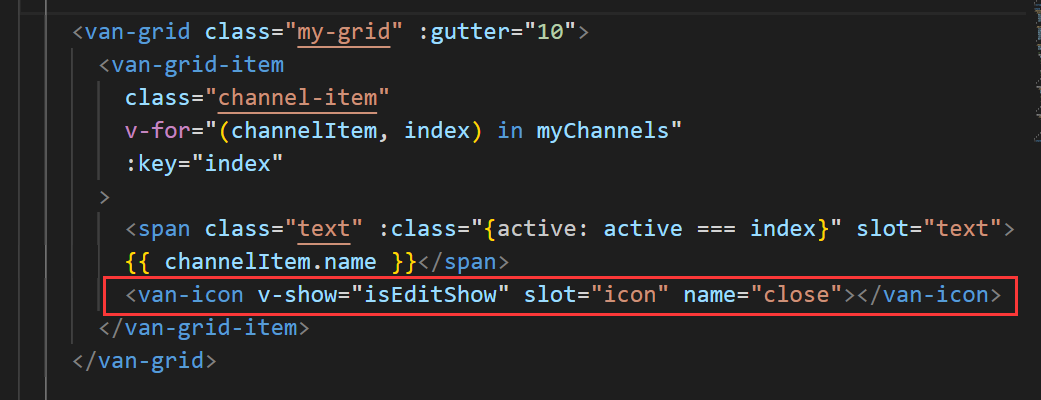 <van-grid class="my-grid" :gutter="10">
<van-grid-item
class="channel-item"
v-for="(channelItem, index) in myChannels"
:key="index"
>
<span class="text" :class="{active: active === index}" slot="text">
{{ channelItem.name }}</span>
<van-icon v-show="isEditShow" slot="icon" name="close"></van-icon>
</van-grid-item>
</van-grid>